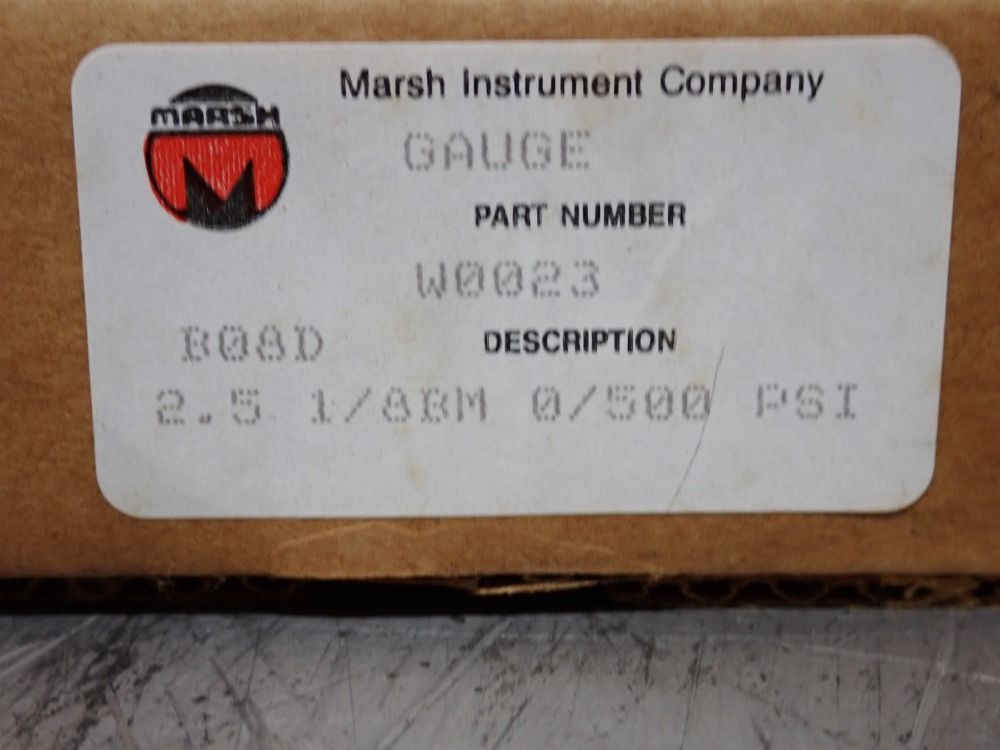 Marsh Instrument Company
MARSH
M
GAUGE
PART NUMBER
W0023
B08D DESCRIPTION
2.5 1/8BM 0/500 PSI